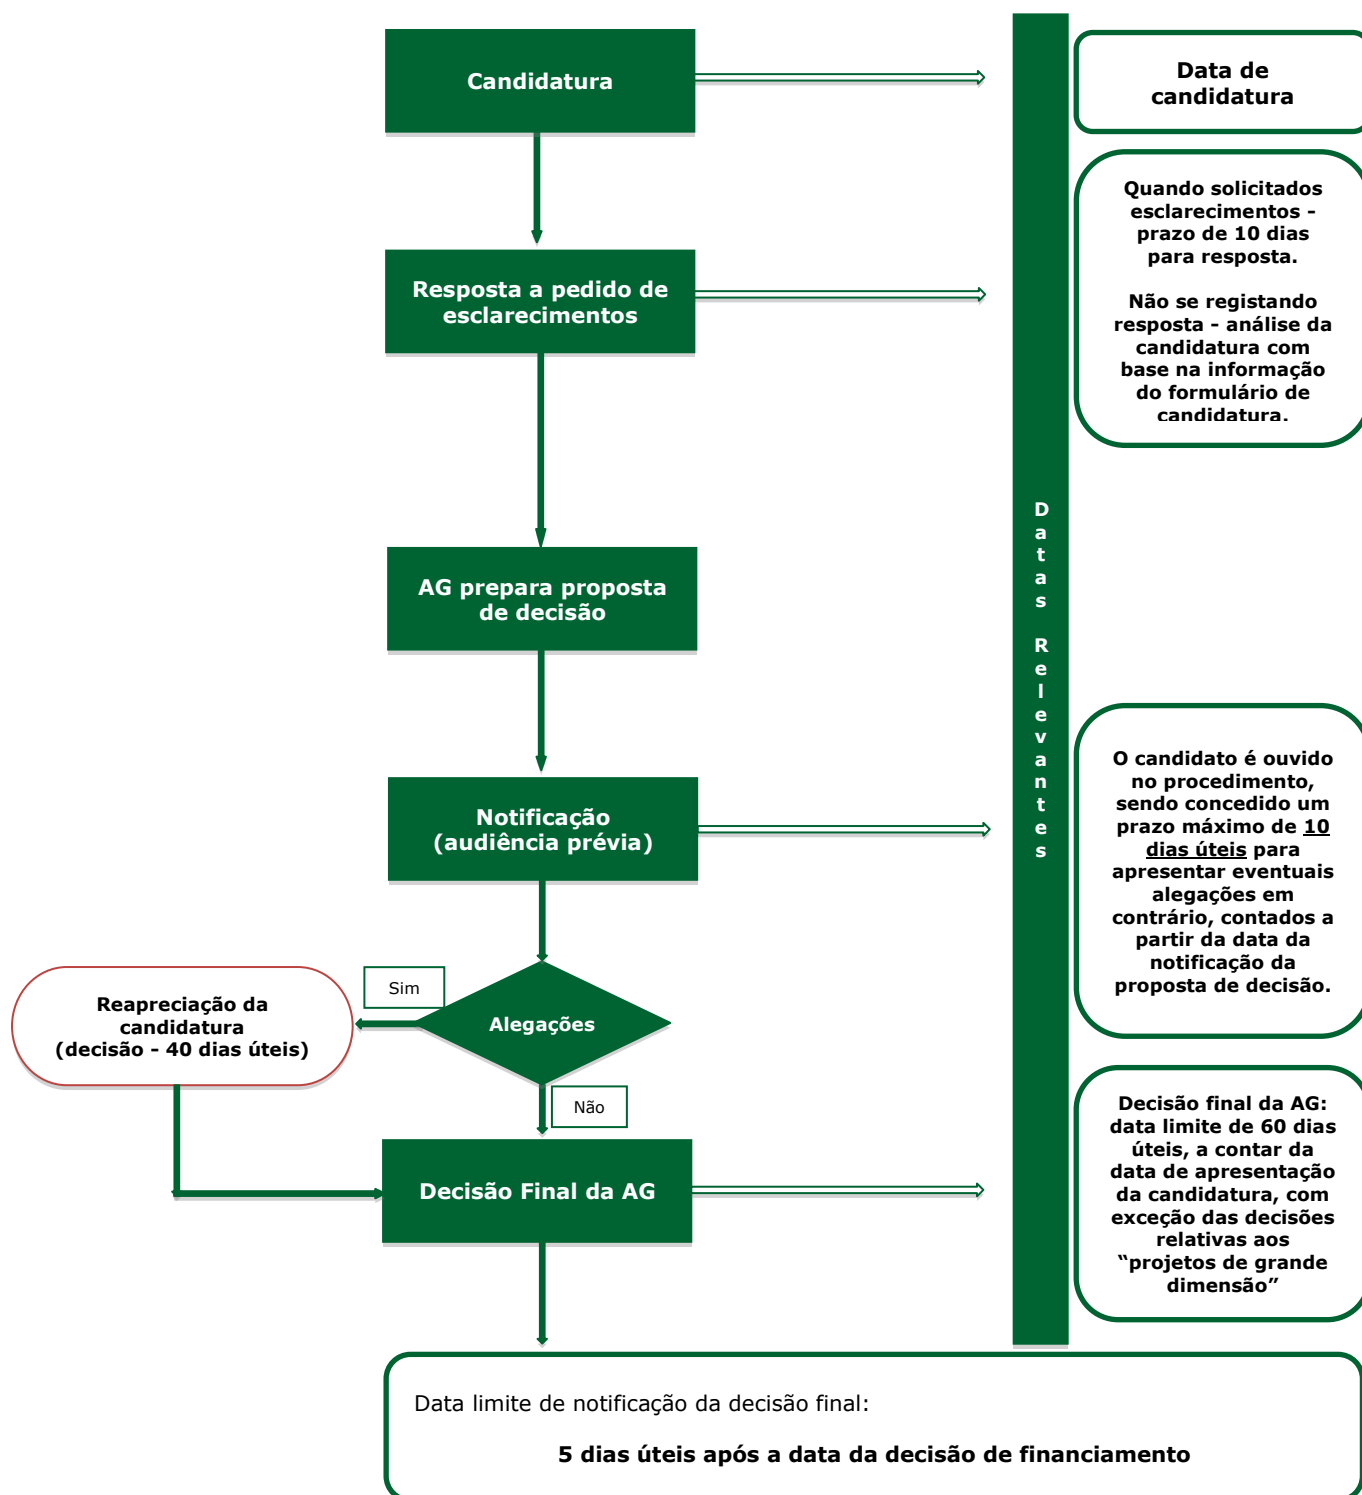 Candidatura
Data de
candidatura
Quando solicitados
esclarecimentos -
prazo de 10 dias
para resposta.
Não se registando
resposta - análise da
candidatura com
base na informação
do formulário de
candidatura.
Resposta a pedido de
esclarecimentos
Datas Relevantes
AG prepara proposta
de decisão
Notificação
(audiência prévia)
O candidato é ouvido
no procedimento,
sendo concedido um
prazo máximo de 10
dias úteis para
apresentar eventuais
alegações em
contrário, contados a
partir da data da
notificação da
proposta de decisão.
Alegações
Sim
Reapreciação da
candidatura
(decisão - 40 dias úteis)
Não
Decisão Final da AG
Decisão final da AG:
data limite de 60 dias
úteis, a contar da
data de apresentação
da candidatura, com
exceção das decisões
relativas aos
“projetos de grande
dimensão”
Data limite de notificação da decisão final:
5 dias úteis após a data da decisão de financiamento